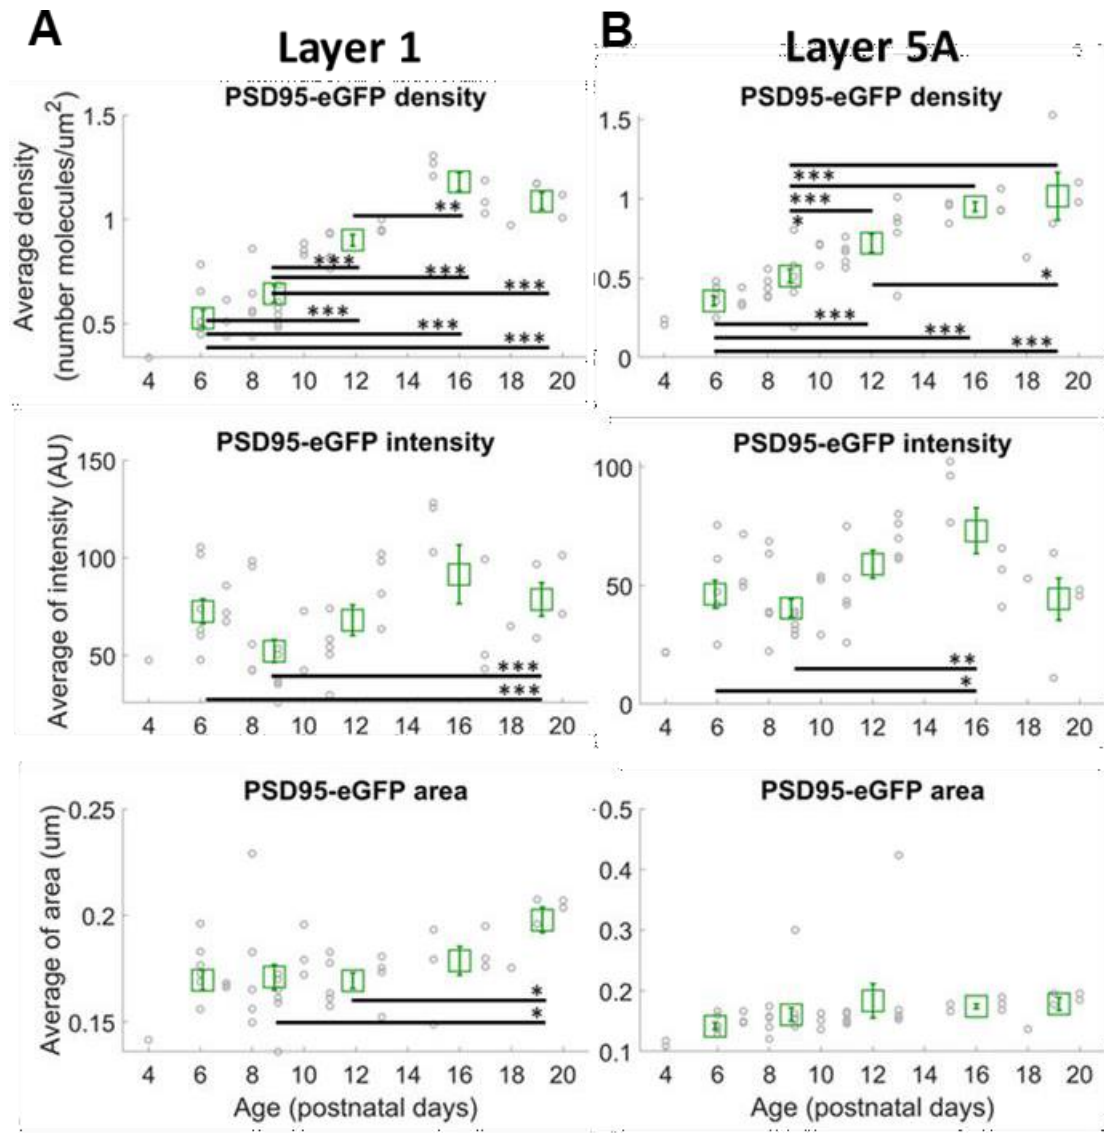 A
Layer 1
B
Layer 5A
PSD95-eGFP density
PSD95-eGFP density
Average density
(number molecules/um2)
1.5
1
0.5
**
***
***
***
***
***
***
4 6 8 10 12 14 16 18 20
1.5
1
0.5
0
***
***
*
*
***
***
***
4 6 8 10 12 14 16 18 20
PSD95-eGFP intensity
PSD95-eGFP intensity
Average of intensity (AU)
150
100
50
***
***
4 6 8 10 12 14 16 18 20
100
50
0
**
*
0 4 6 8 10 12 14 16 18 20
PSD95-eGFP area
PSD95-eGFP area
Average of area (um)
0.25
0.2
0.15
*
*
4 6 8 10 12 14 16 18 20
Age (postnatal days)
0.5
0.4
0.3
0.2
0.1
4 6 8 10 12 14 16 18 20
Age (postnatal days)